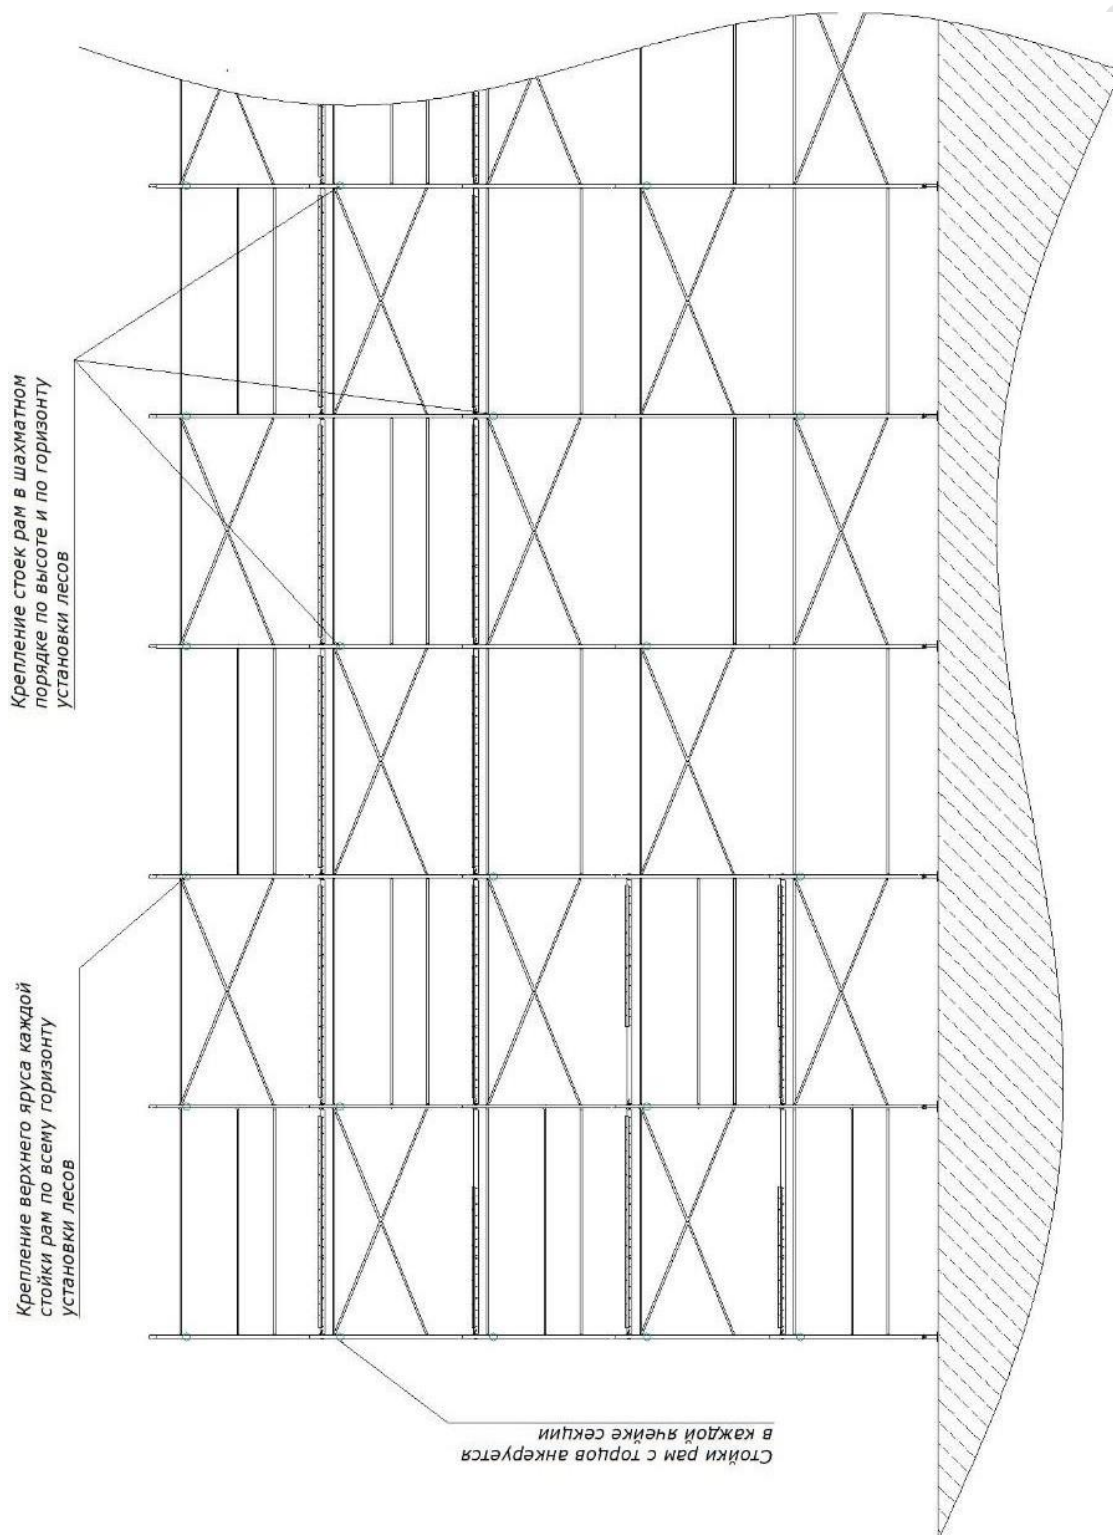 Крепление верхнего яруса каждой
стойки рам по всему горизонту
установки лесов
Крепление стоек рам в шахматном
порядке по высоте и по горизонту
установки лесов
Стойки рам с торцов анкеруется
в каждой ячейке секции